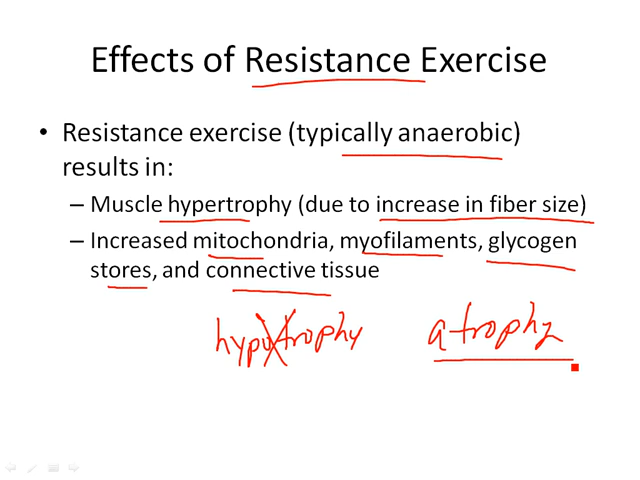 Effects of Resistance Exercise
• Resistance exercise (typically anaerobic)
results in:
– Muscle hypertrophy (due to increase in fiber size)
– Increased mitochondria, myofilaments, glycogen
stores, and connective tissue
hypotrophy atrophy